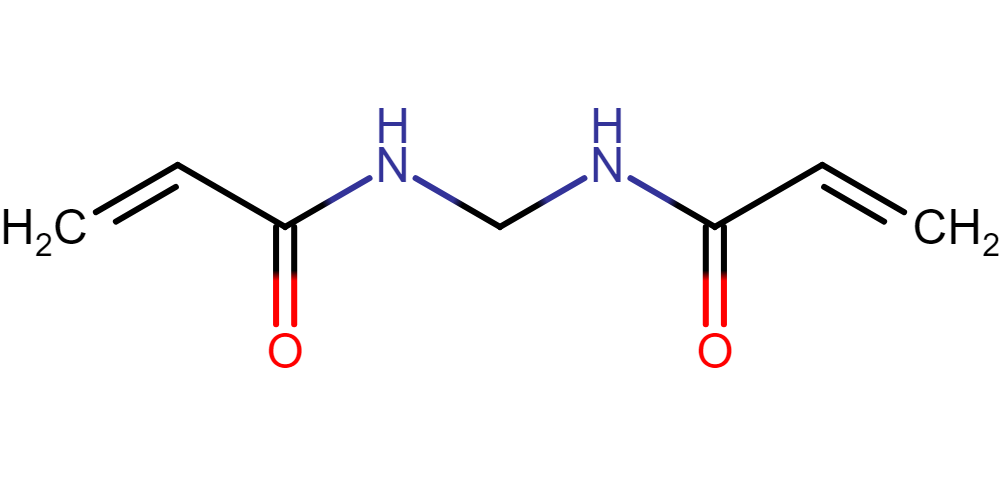 H H
N N
H₂C CH₂
O O